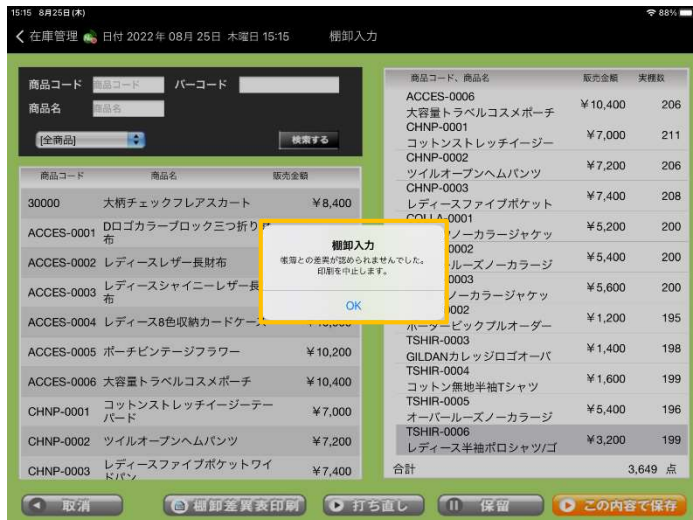 15:15 8月25日(木)
88%
在庫管理 日付 2022年 08月 25日 木曜日 15:15 棚卸入力
商品コード 商品コード バーコード
商品名 商品名
[全商品] 検索する
商品コード 商品名 販売金額
30000 大柄チェックフレアスカート ¥8,400
ACCES-0001 Dロゴカラーブロック三つ折り
布
ACCES-0002 レディースレザー長財布
ACCES-0003 レディースシャイニーレザー長
布
ACCES-0004 レディース8色収納カードケース
ACCES-0005 ポーチビンテージフラワー ¥10,200
ACCES-0006 大容量トラベルコスメポーチ ¥10,400
CHNP-0001 コットンストレッチイージーテー
パード ¥7,000
CHNP-0002 ツイルオープンヘムパンツ ¥7,200
CHNP-0003 レディースファイブポケットワイ
ドパン ¥7,400
棚卸入力
帳簿との差異が認められませんでした。
印刷を中止します。
OK
商品コード、商品名 販売金額 実棚数
ACCES-0006
大容量トラベルコスメポーチ ¥10,400 206
CHNP-0001
コットンストレッチイージー ¥7,000 211
CHNP-0002
ツイルオープンヘムパンツ ¥7,200 206
CHNP-0003
レディースファイブポケット ¥7,400 208
COLLA-0001
ノーカラージャケッ ¥5,200 200
0002
ルーズノーカラージ ¥5,400 200
0003
ノーカラージャケッ ¥5,600 200
002
ボーダービックプルオーダー ¥1,200 195
TSHIR-0003
GILDANカレッジロゴオーバ ¥1,400 198
TSHIR-0004
コットン無地半袖Tシャツ ¥1,600 199
TSHIR-0005
オーバールーズノーカラージ ¥5,400 196
TSHIR-0006
レディース半袖ポロシャツ/ゴ ¥3,200 199
合計 3,649 点
取消 棚卸差異表印刷 打ち直し 保留 この内容で保存